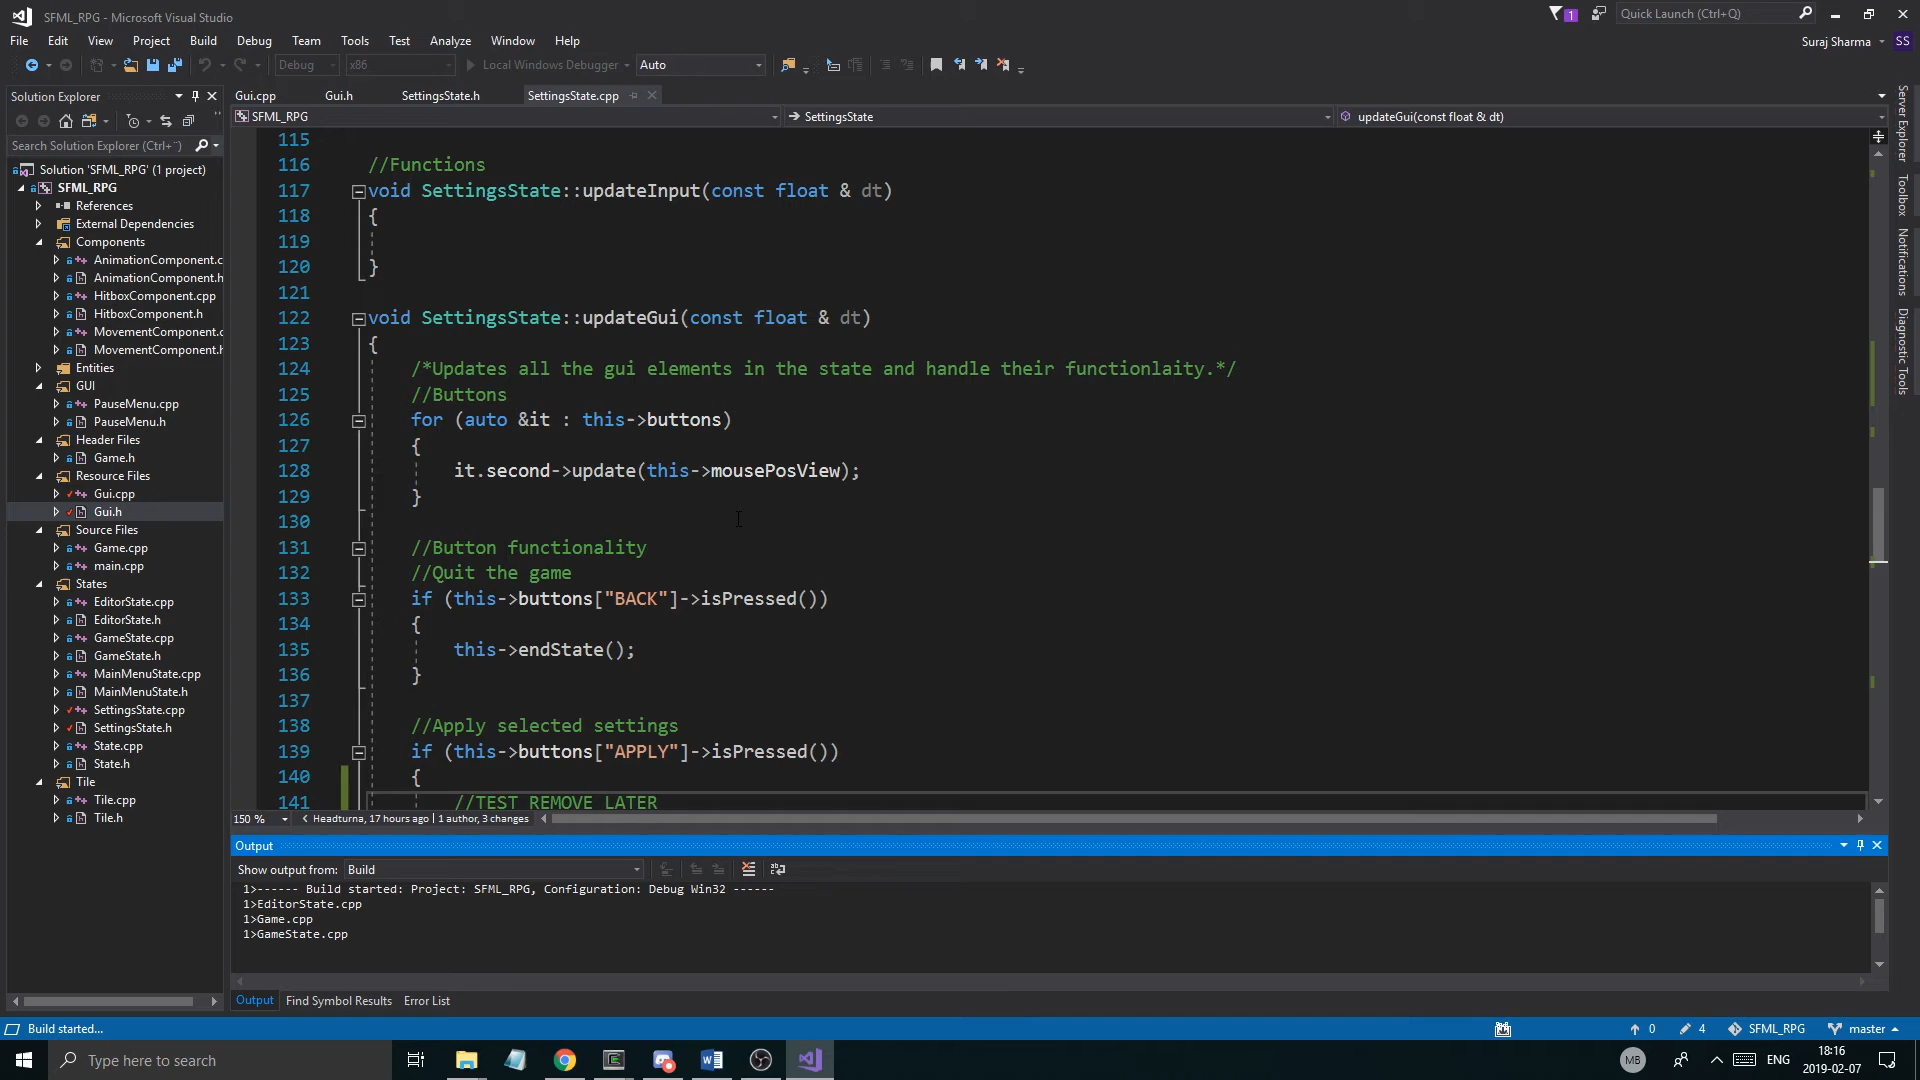 SFML_RPG - Microsoft Visual Studio
1
Quick Launch (Ctrl+Q)
File Edit View Project Build Debug Team Tools Test Analyze Window Help
Suraj Sharma SS
Debug x86 Local Windows Debugger Auto
Solution Explorer
Gui.cpp Gui.h SettingsState.h SettingsState.cpp
SFML_RPG SettingsState updateGui(const float & dt)
Search Solution Explorer (Ctrl+¨)
Solution 'SFML_RPG' (1 project)
SFML_RPG
References
External Dependencies
Components
AnimationComponent.c
AnimationComponent.h
HitboxComponent.cpp
HitboxComponent.h
MovementComponent.c
MovementComponent.h
Entities
GUI
PauseMenu.cpp
PauseMenu.h
Header Files
Game.h
Resource Files
Gui.cpp
Gui.h
Source Files
Game.cpp
main.cpp
States
EditorState.cpp
EditorState.h
GameState.cpp
GameState.h
MainMenuState.cpp
MainMenuState.h
SettingsState.cpp
SettingsState.h
State.cpp
State.h
Tile
Tile.cpp
Tile.h
115
116 //Functions
117 void SettingsState::updateInput(const float & dt)
118 {
119
120 }
121
122 void SettingsState::updateGui(const float & dt)
123 {
124 /*Updates all the gui elements in the state and handle their functionlaity.*/
125 //Buttons
126 for (auto &it : this->buttons)
127 {
128 it.second->update(this->mousePosView);
129 }
130
131 //Button functionality
132 //Quit the game
133 if (this->buttons["BACK"]->isPressed())
134 {
135 this->endState();
136 }
137
138 //Apply selected settings
139 if (this->buttons["APPLY"]->isPressed())
140 {
141 //TEST REMOVE LATER
150 % Headturna, 17 hours ago | 1 author, 3 changes
Server Explorer
Toolbox
Notifications
Diagnostic Tools
Output
Show output from: Build
1>------ Build started: Project: SFML_RPG, Configuration: Debug Win32 ------
1>EditorState.cpp
1>Game.cpp
1>GameState.cpp
Output Find Symbol Results Error List
Build started... 0 4 SFML_RPG master
Type here to search
MB ENG 18:16
2019-02-07